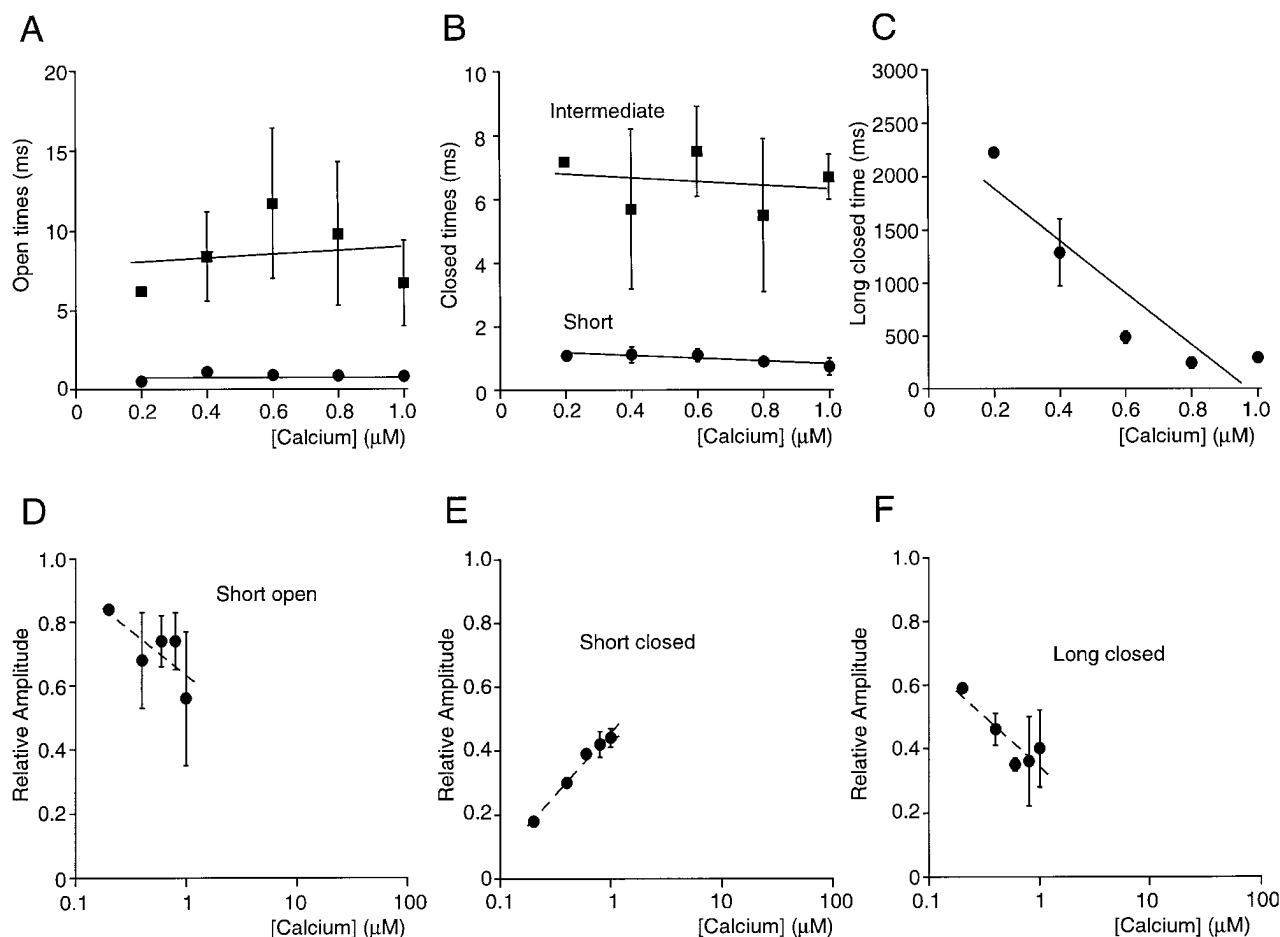 A
Open times (ms)
20
15
10
5
0
0 0.2 0.4 0.6 0.8 1.0
[Calcium] (μM)
B
Closed times (ms)
10
8
6
4
2
0
Intermediate
Short
0 0.2 0.4 0.6 0.8 1.0
[Calcium] (μM)
C
Long closed time (ms)
3000
2500
2000
1500
1000
500
0
0 0.2 0.4 0.6 0.8 1.0
[Calcium] (μM)
D
Relative Amplitude
1.0
0.8
0.6
0.4
0.2
0
Short open
0.1 1 10 100
[Calcium] (μM)
E
Relative Amplitude
1.0
0.8
0.6
0.4
0.2
0
Short closed
0.1 1 10 100
[Calcium] (μM)
F
Relative Amplitude
1.0
0.8
0.6
0.4
0.2
0
Long closed
0.1 1 10 100
[Calcium] (μM)